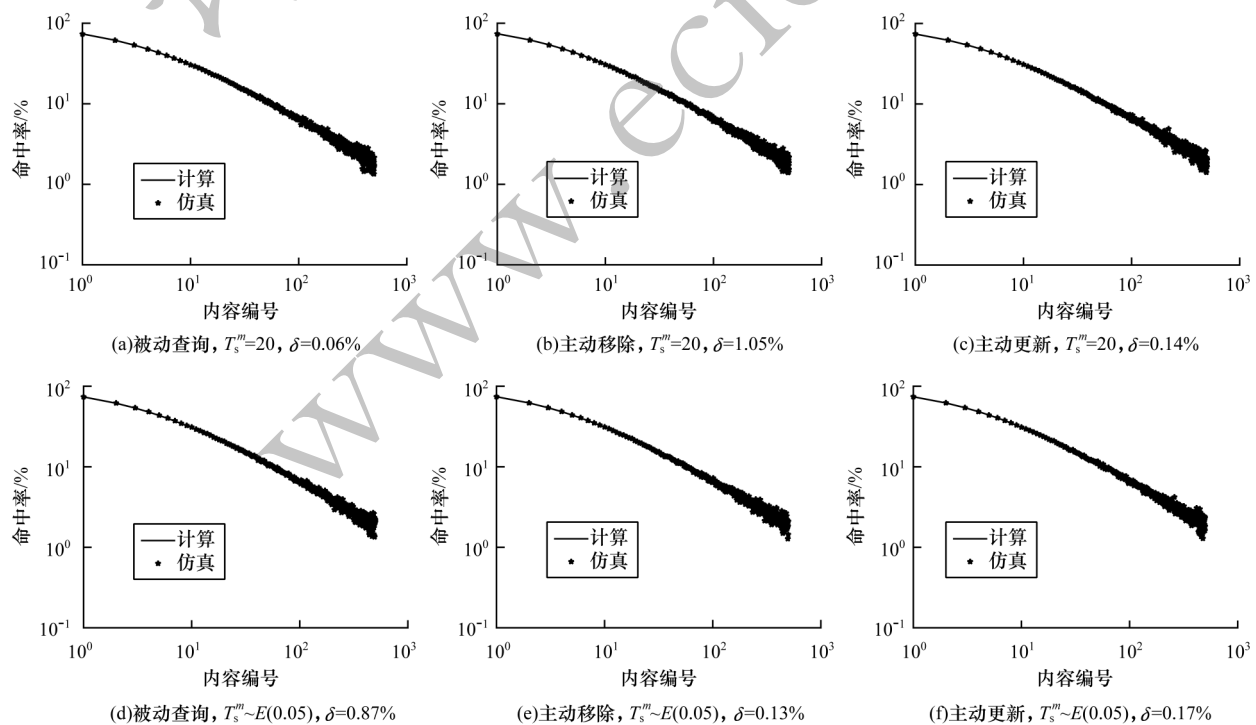 10² 10² 10²
10¹ 10¹ 10¹
命中率/% 命中率/% 命中率/%
10⁰ 10⁰ 10⁰
计算 计算 计算
仿真 仿真 仿真
10⁻¹ 10⁻¹ 10⁻¹
10⁰ 10¹ 10² 10³ 10⁰ 10¹ 10² 10³ 10⁰ 10¹ 10² 10³
内容编号 内容编号 内容编号
(a)被动查询，Tₛᵐ=20，δ=0.06% (b)主动移除，Tₛᵐ=20，δ=1.05% (c)主动更新，Tₛᵐ=20，δ=0.14%
10² 10² 10²
10¹ 10¹ 10¹
命中率/% 命中率/% 命中率/%
10⁰ 10⁰ 10⁰
计算 计算 计算
仿真 仿真 仿真
10⁻¹ 10⁻¹ 10⁻¹
10⁰ 10¹ 10² 10³ 10⁰ 10¹ 10² 10³ 10⁰ 10¹ 10² 10³
内容编号 内容编号 内容编号
(d)被动查询，Tₛᵐ~E(0.05)，δ=0.87% (e)主动移除，Tₛᵐ~E(0.05)，δ=0.13% (f)主动更新，Tₛᵐ~E(0.05)，δ=0.17%